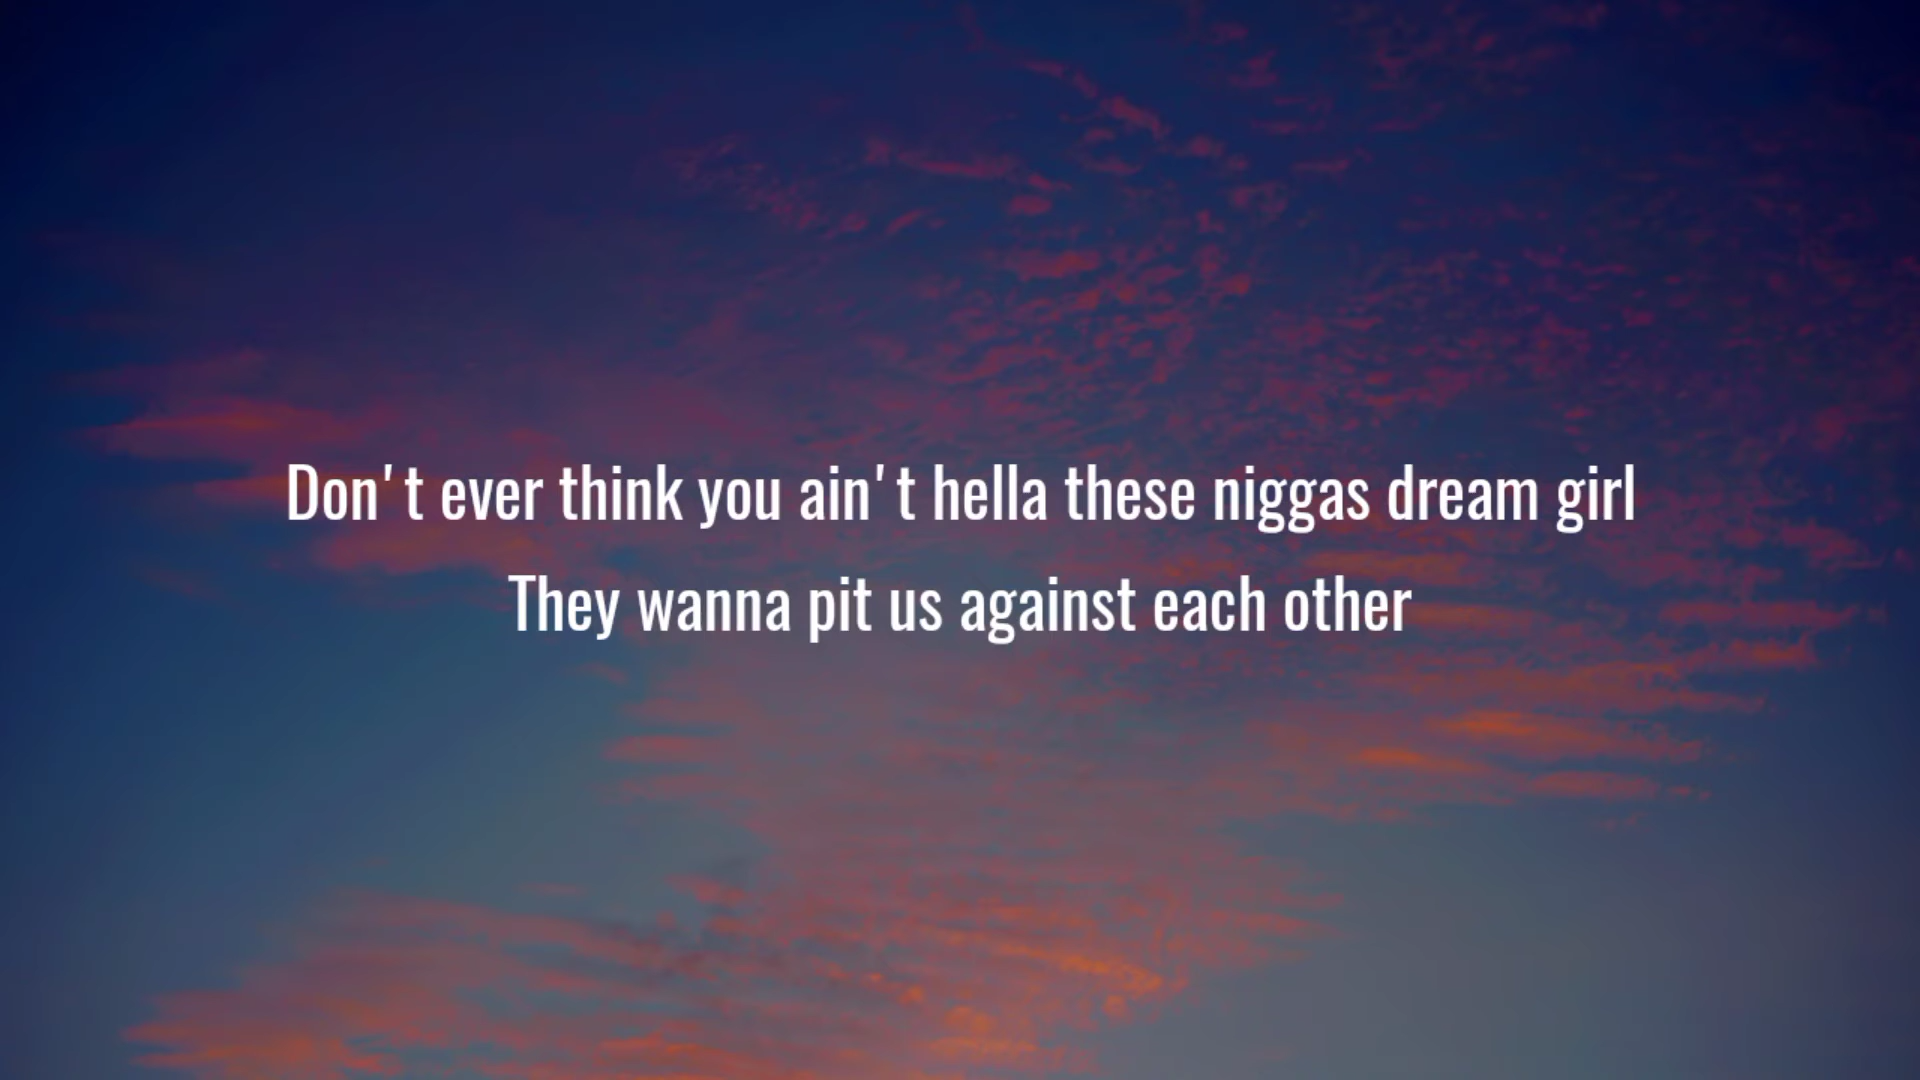 Don't ever think you ain't hella these niggas dream girl
They wanna pit us against each other